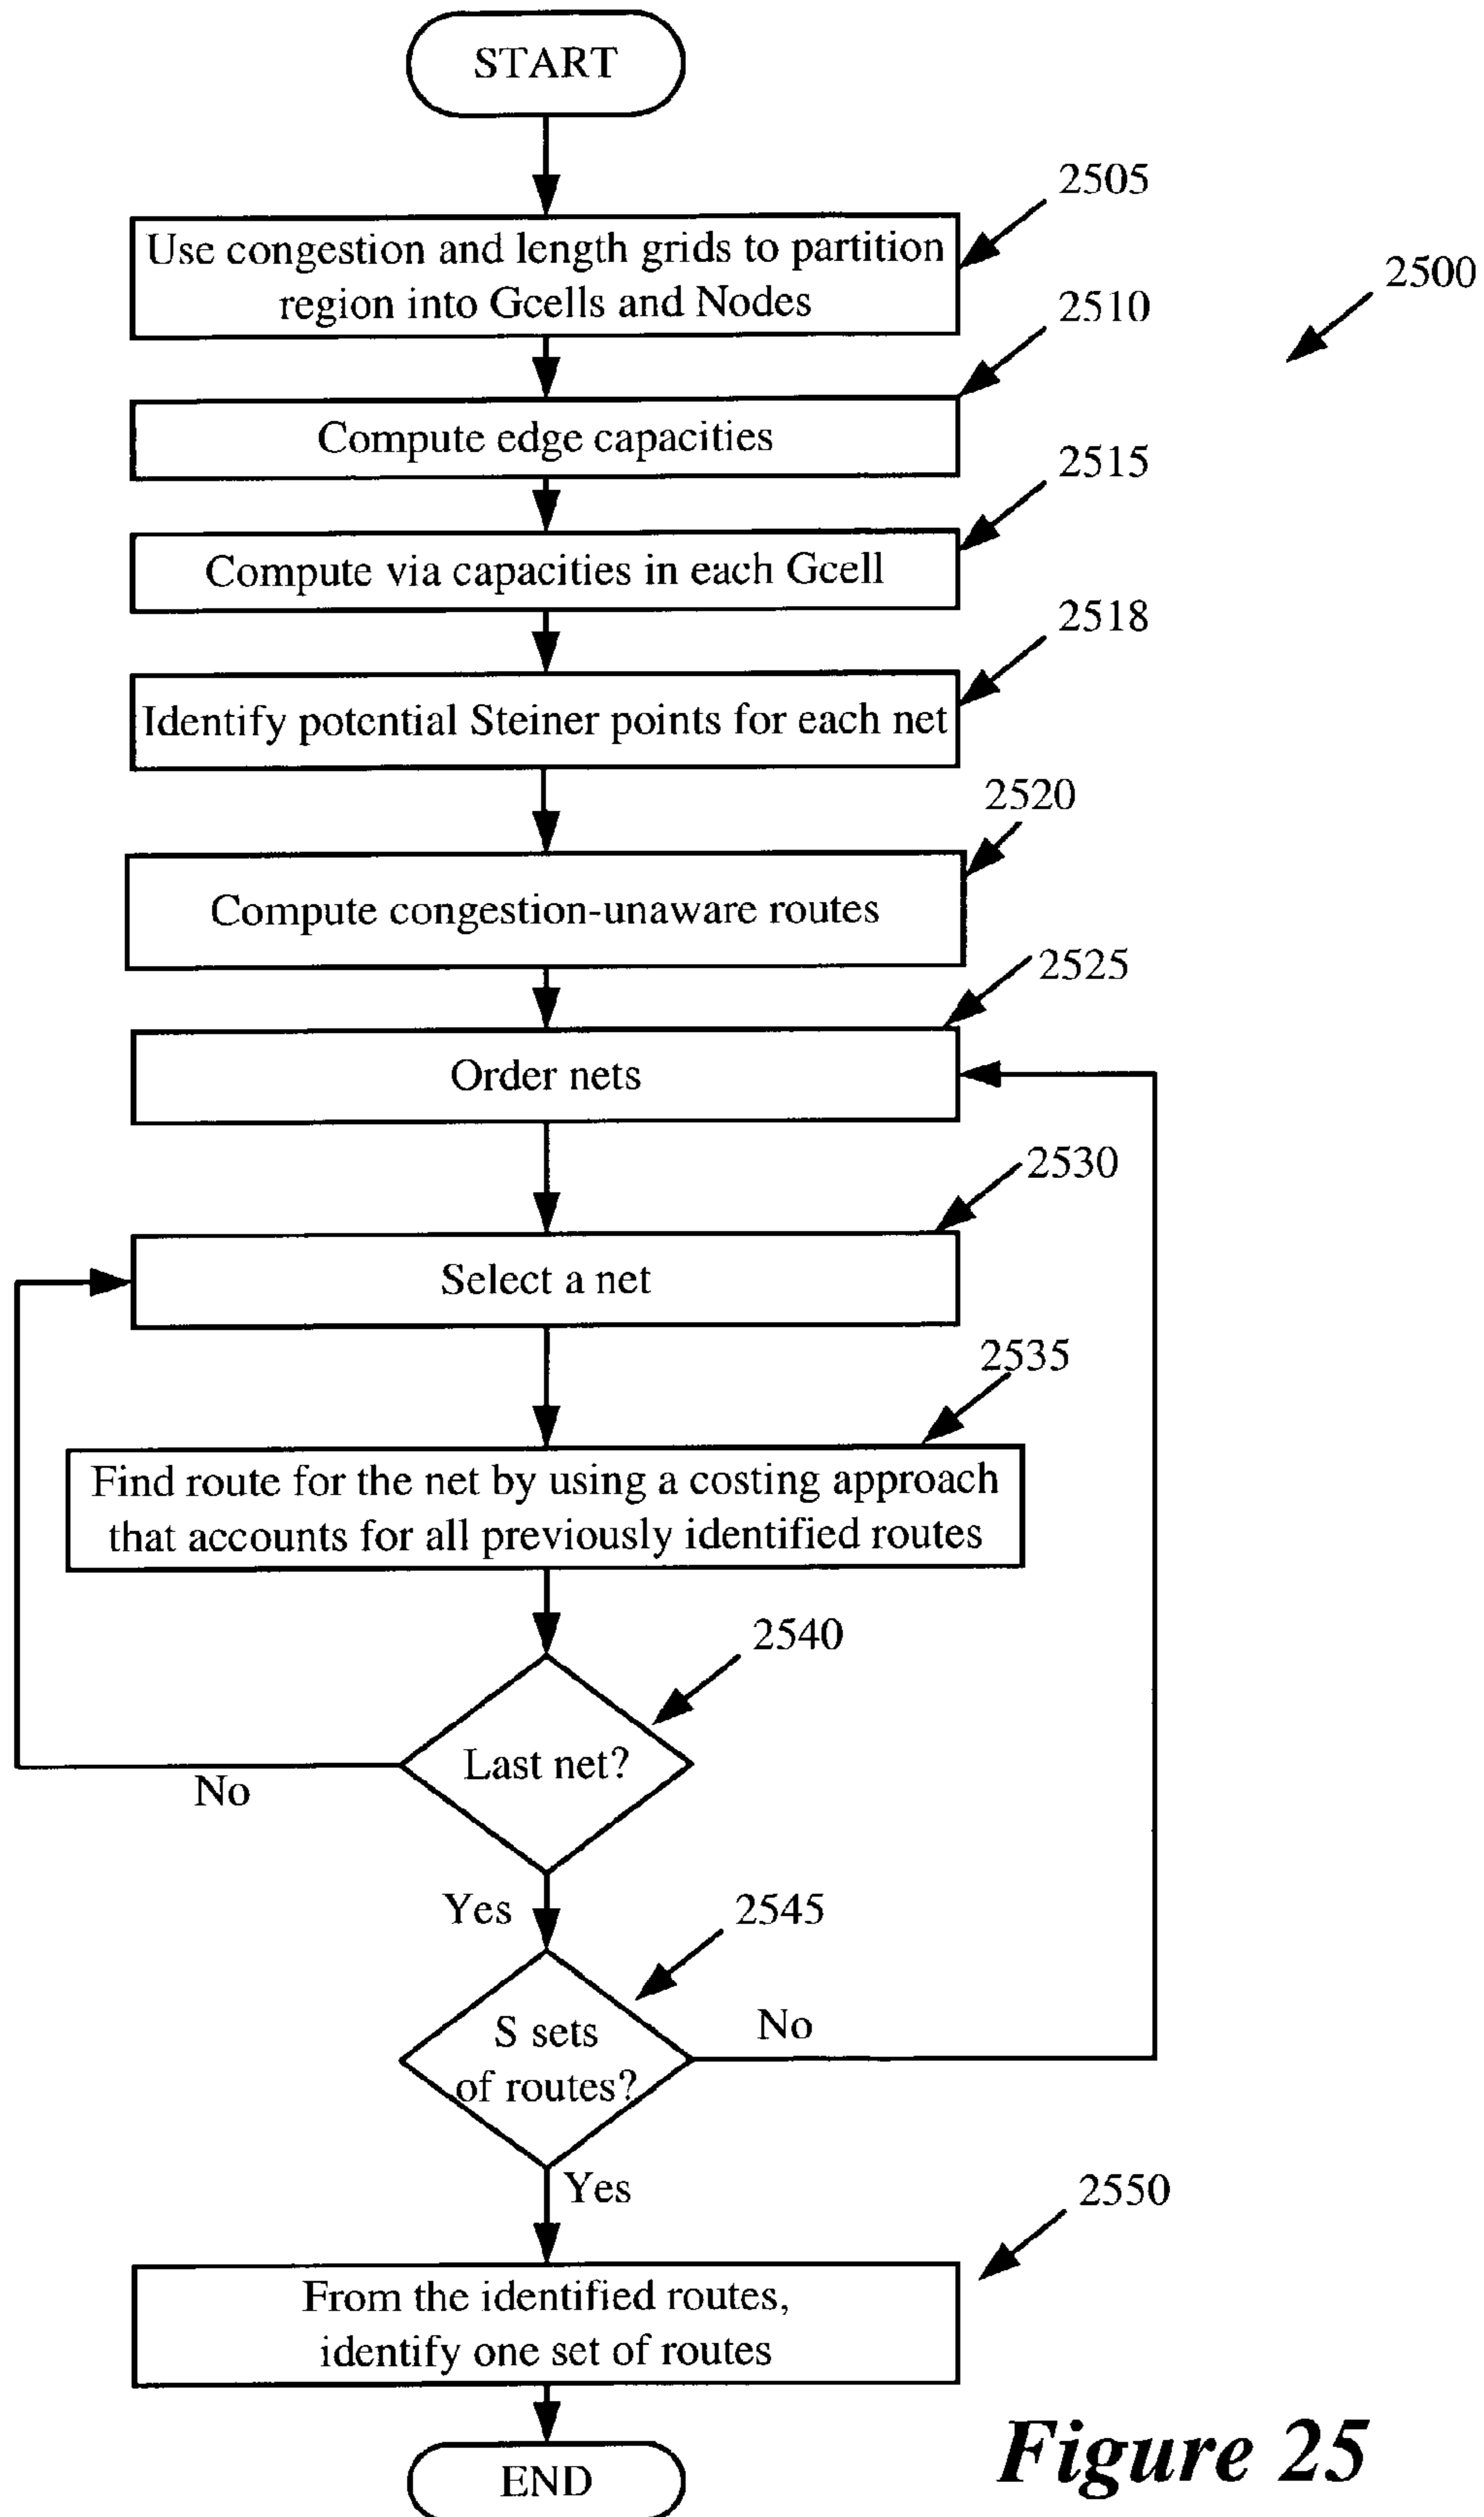 START
2505
Use congestion and length grids to partition
region into Gcells and Nodes
2500
2510
Compute edge capacities
2515
Compute via capacities in each Gcell
2518
Identify potential Steiner points for each net
2520
Compute congestion-unaware routes
2525
Order nets
2530
Select a net
2535
Find route for the net by using a costing approach
that accounts for all previously identified routes
2540
Last net?
No
Yes
2545
S sets
of routes?
No
Yes
2550
From the identified routes,
identify one set of routes
END
Figure 25